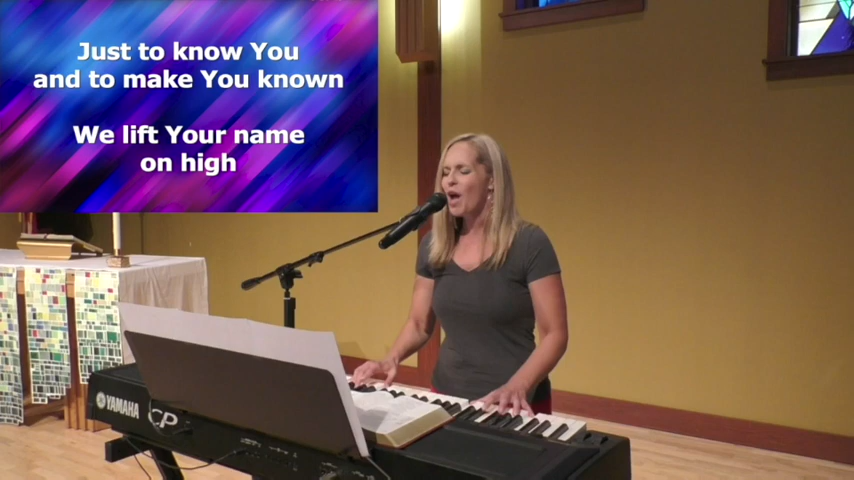 Just to know You
and to make You known
We lift Your name
on high
YAMAHA
CP